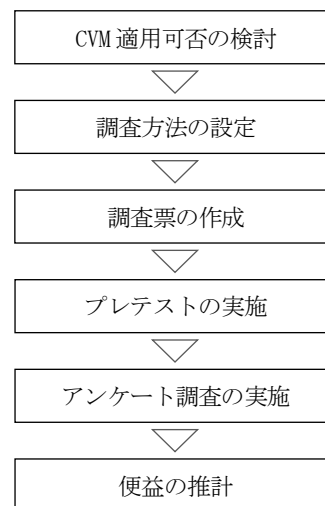 CVM適用可否の検討
調査方法の設定
調査票の作成
プレテストの実施
アンケート調査の実施
便益の推計